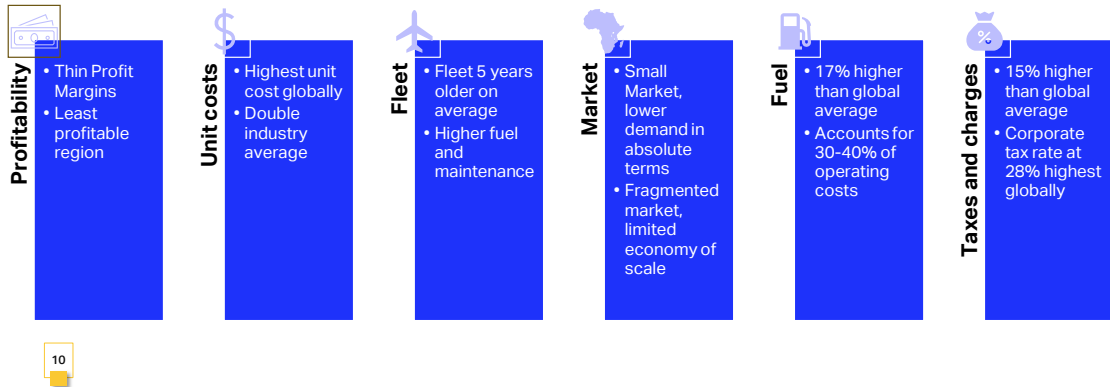 Profitability
• Thin Profit
Margins
• Least
profitable
region
Unit costs
• Highest unit
cost globally
• Double
industry
average
Fleet
• Fleet 5 years
older on
average
• Higher fuel
and
maintenance
Market
• Small
Market,
lower
demand in
absolute
terms
• Fragmented
market,
limited
economy of
scale
Fuel
• 17% higher
than global
average
• Accounts for
30-40% of
operating
costs
Taxes and charges
• 15% higher
than global
average
• Corporate
tax rate at
28% highest
globally
$
%
10